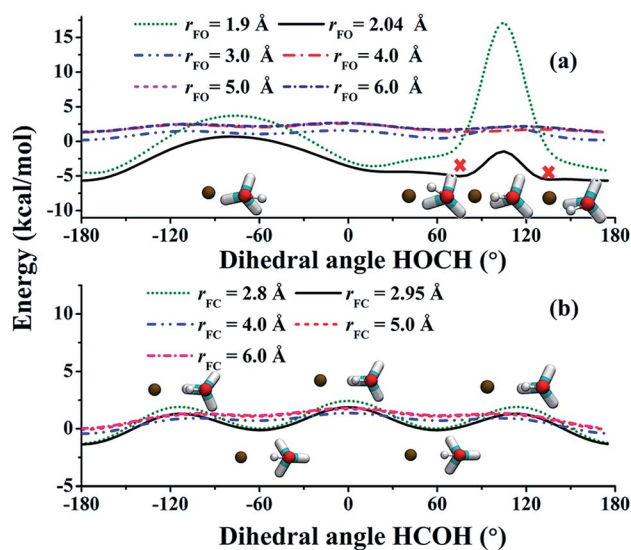 r_FO = 1.9 Å r_FO = 2.04 Å
r_FO = 3.0 Å r_FO = 4.0 Å
r_FO = 5.0 Å r_FO = 6.0 Å
(a)
15
10
5
0
-5
-10
-180 -120 -60 0 60 120 180
Dihedral angle HOCH (°)
Energy (kcal/mol)
r_FC = 2.8 Å r_FC = 2.95 Å
r_FC = 4.0 Å r_FC = 5.0 Å
r_FC = 6.0 Å
(b)
10
5
0
-5
-180 -120 -60 0 60 120 180
Dihedral angle HCOH (°)